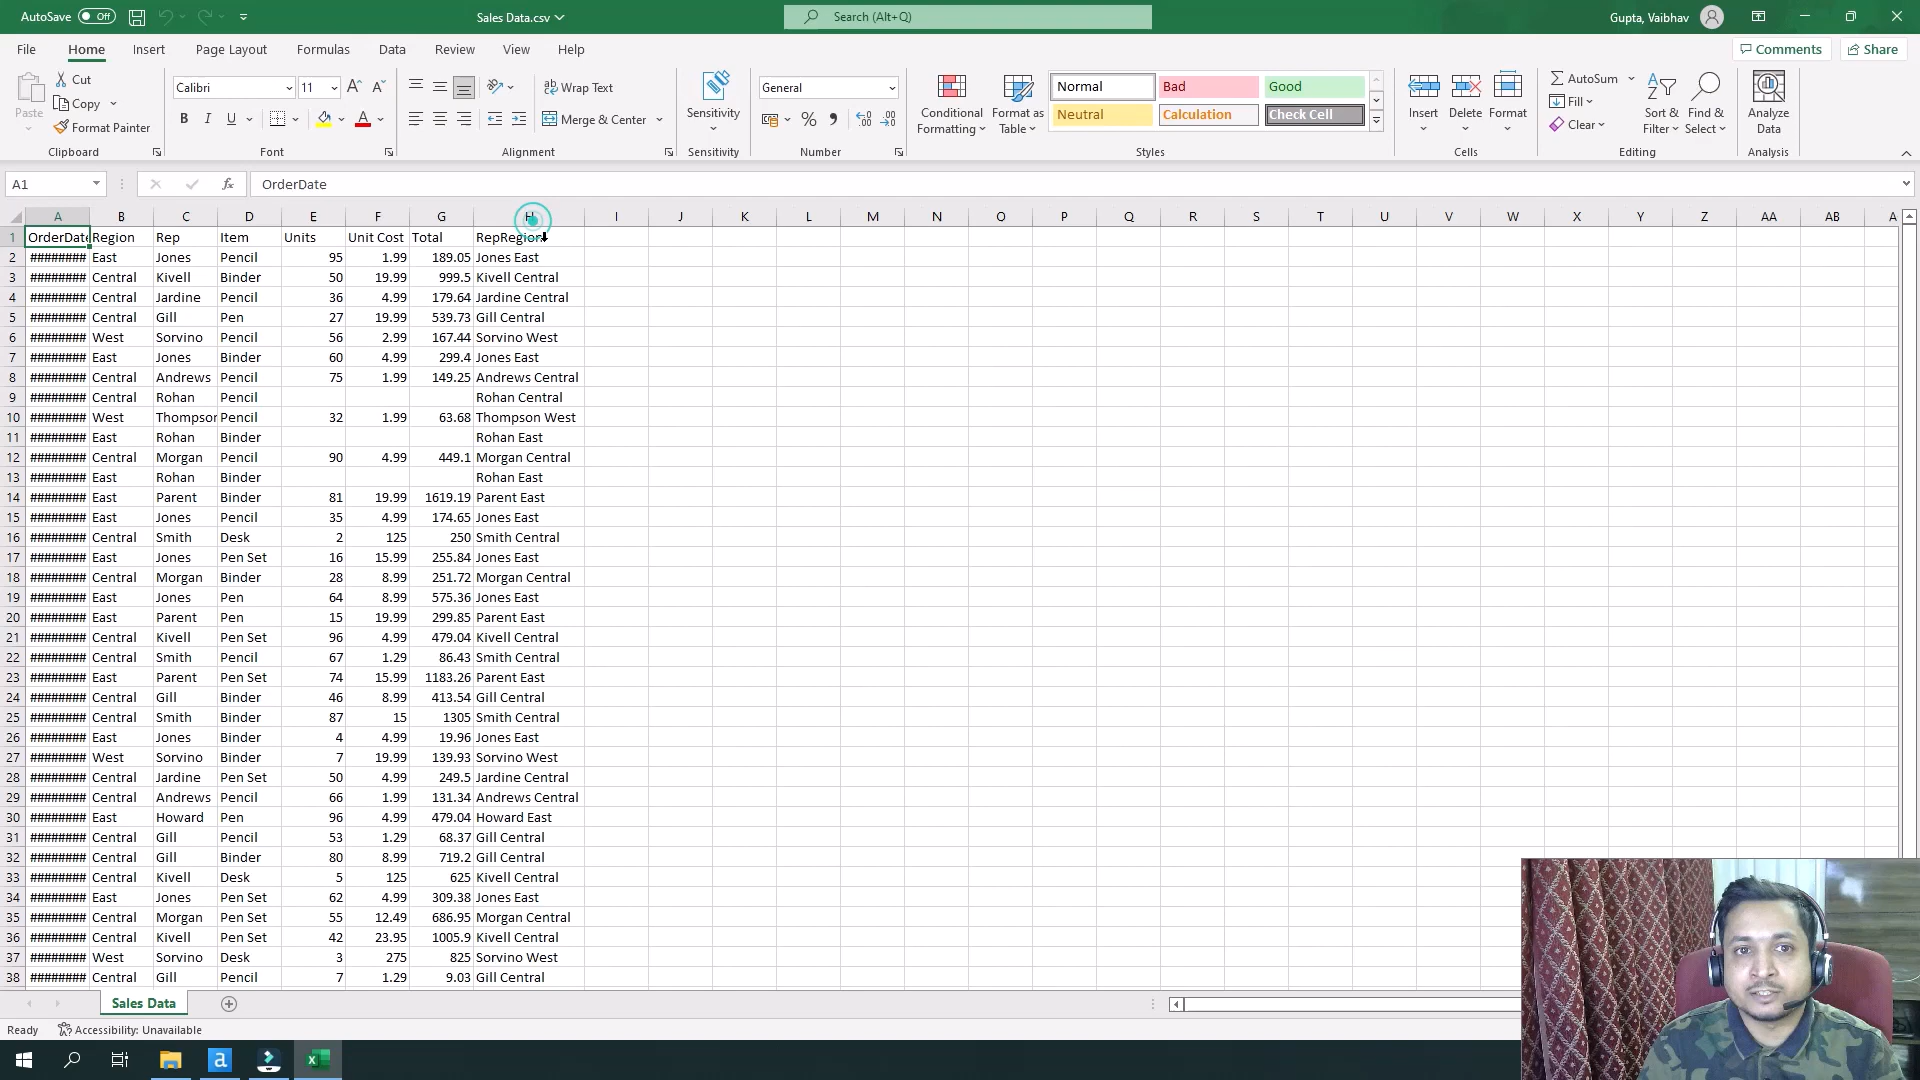 AutoSave Off Sales Data.csv Search (Alt+Q) Gupta, Vaibhav
File Home Insert Page Layout Formulas Data Review View Help Comments Share
Paste Cut Copy Format Painter Clipboard
Calibri 11 A A B I U A Font
Wrap Text Merge & Center Alignment
Sensitivity Sensitivity
General % , Number
Conditional Formatting Format as Table Normal Bad Good Neutral Calculation Check Cell Styles
Insert Delete Format Cells
AutoSum Fill Clear Sort & Filter Find & Select Editing
Analyze Data Analysis
A1 fx OrderDate
A B C D E F G H I J K L M N O P Q R S T U V W X Y Z AA AB A
1 OrderDate Region Rep Item Units Unit Cost Total RepRegion
2 ######## East Jones Pencil 95 1.99 189.05 Jones East
3 ######## Central Kivell Binder 50 19.99 999.5 Kivell Central
4 ######## Central Jardine Pencil 36 4.99 179.64 Jardine Central
5 ######## Central Gill Pen 27 19.99 539.73 Gill Central
6 ######## West Sorvino Pencil 56 2.99 167.44 Sorvino West
7 ######## East Jones Binder 60 4.99 299.4 Jones East
8 ######## Central Andrews Pencil 75 1.99 149.25 Andrews Central
9 ######## Central Rohan Pencil Rohan Central
10 ######## West Thompson Pencil 32 1.99 63.68 Thompson West
11 ######## East Rohan Binder Rohan East
12 ######## Central Morgan Pencil 90 4.99 449.1 Morgan Central
13 ######## East Rohan Binder Rohan East
14 ######## East Parent Binder 81 19.99 1619.19 Parent East
15 ######## East Jones Pencil 35 4.99 174.65 Jones East
16 ######## Central Smith Desk 2 125 250 Smith Central
17 ######## East Jones Pen Set 16 15.99 255.84 Jones East
18 ######## Central Morgan Binder 28 8.99 251.72 Morgan Central
19 ######## East Jones Pen 64 8.99 575.36 Jones East
20 ######## East Parent Pen 15 19.99 299.85 Parent East
21 ######## Central Kivell Pen Set 96 4.99 479.04 Kivell Central
22 ######## Central Smith Pencil 67 1.29 86.43 Smith Central
23 ######## East Parent Pen Set 74 15.99 1183.26 Parent East
24 ######## Central Gill Binder 46 8.99 413.54 Gill Central
25 ######## Central Smith Binder 87 15 1305 Smith Central
26 ######## East Jones Binder 4 4.99 19.96 Jones East
27 ######## West Sorvino Binder 7 19.99 139.93 Sorvino West
28 ######## Central Jardine Pen Set 50 4.99 249.5 Jardine Central
29 ######## Central Andrews Pencil 66 1.99 131.34 Andrews Central
30 ######## East Howard Pen 96 4.99 479.04 Howard East
31 ######## Central Gill Pencil 53 1.29 68.37 Gill Central
32 ######## Central Gill Binder 80 8.99 719.2 Gill Central
33 ######## Central Kivell Desk 5 125 625 Kivell Central
34 ######## East Jones Pen Set 62 4.99 309.38 Jones East
35 ######## Central Morgan Pen Set 55 12.49 686.95 Morgan Central
36 ######## Central Kivell Pen Set 42 23.95 1005.9 Kivell Central
37 ######## West Sorvino Desk 3 275 825 Sorvino West
38 ######## Central Gill Pencil 7 1.29 9.03 Gill Central
Sales Data
Ready Accessibility: Unavailable